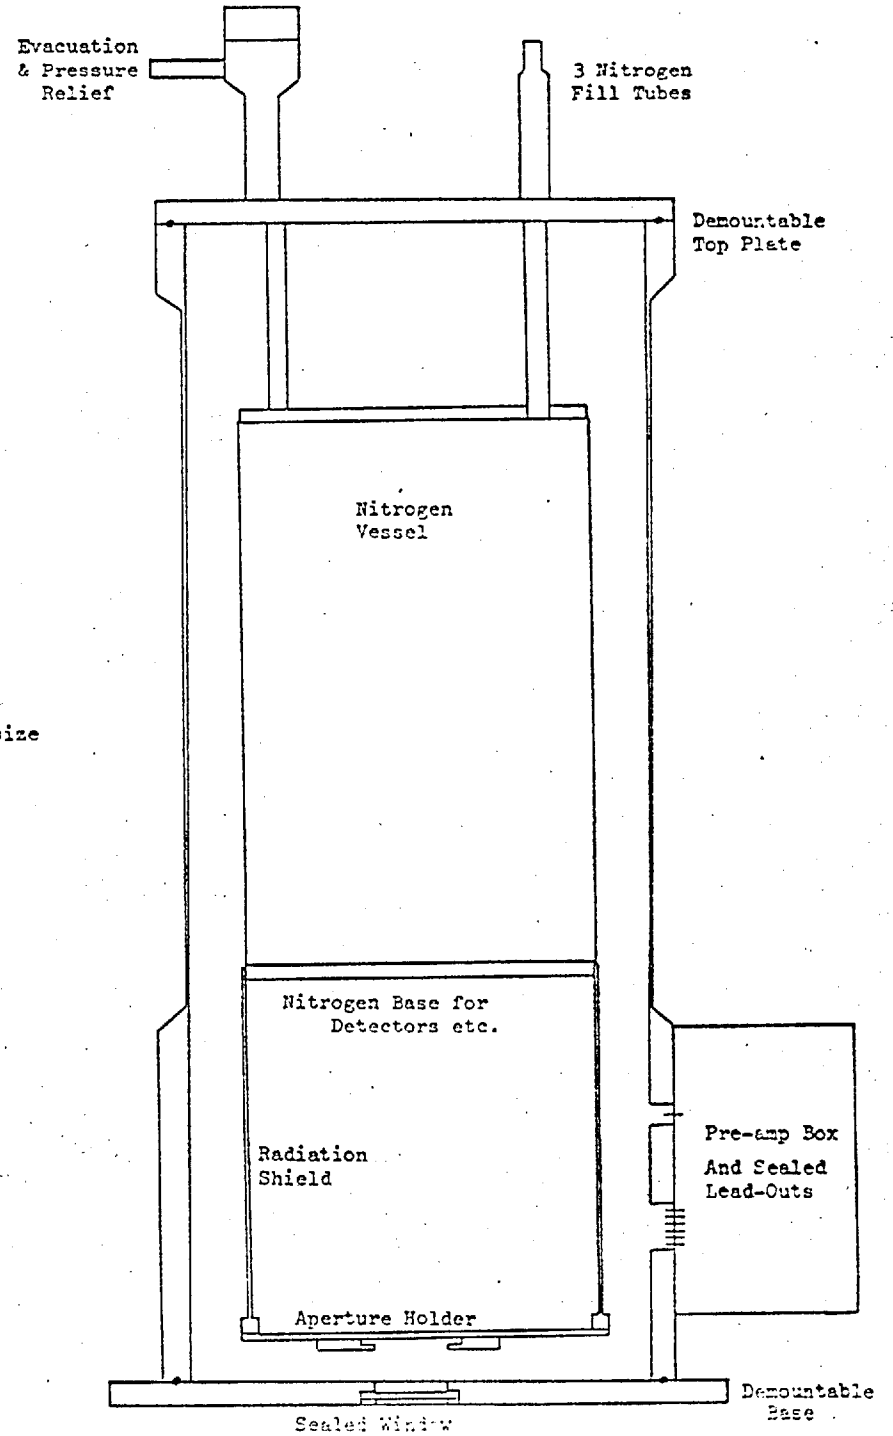 Evacuation
& Pressure
Relief
3 Nitrogen
Fill Tubes
Demountable
Top Plate
Nitrogen
Vessel
size
Nitrogen Base for
Detectors etc.
Pre-amp Box
And Sealed
Lead-Outs
Radiation
Shield
Aperture Holder
Demountable
Base
Sealed Window